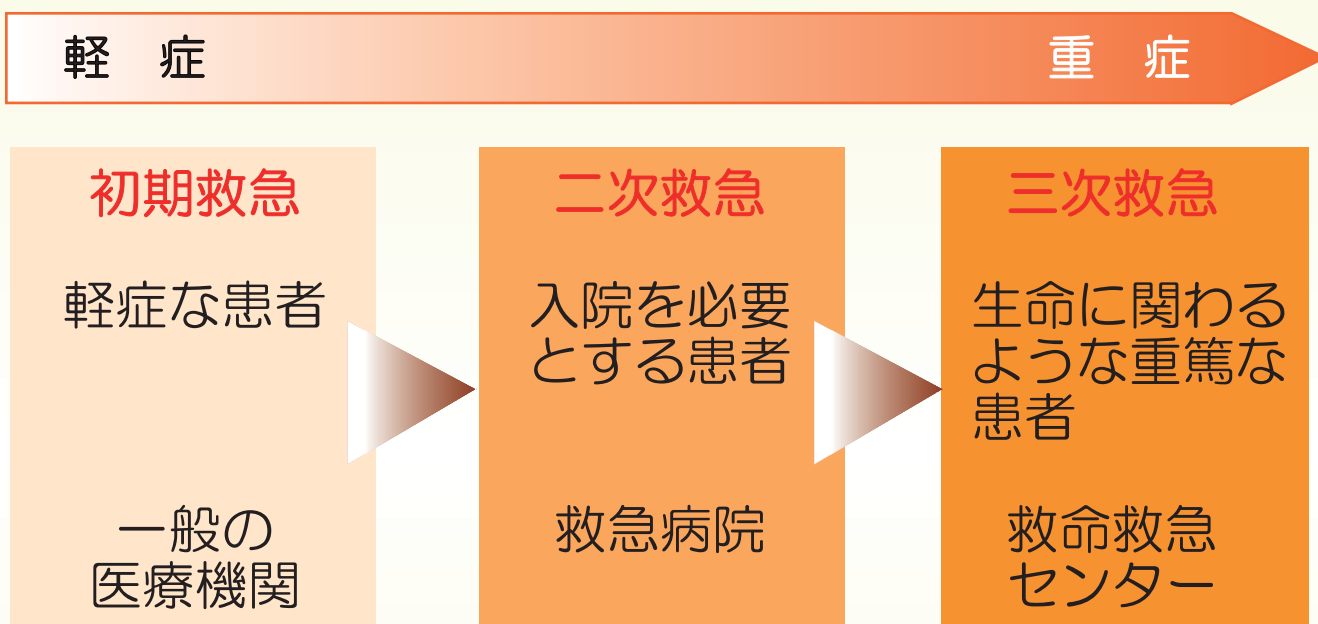 軽 症
重 症
初期救急
軽症な患者
一般の
医療機関
二次救急
入院を必要
とする患者
救急病院
三次救急
生命に関わる
ような重篤な
患者
救命救急
センター